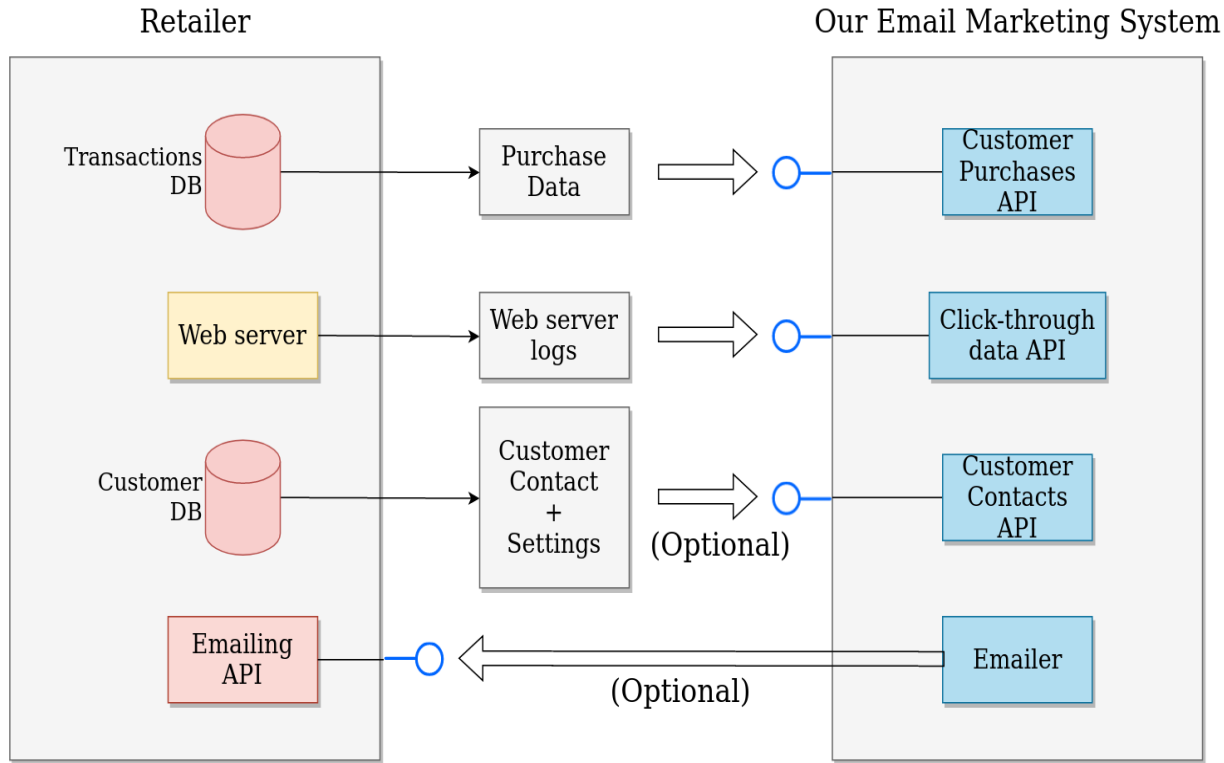 Retailer
Our Email Marketing System
Transactions
DB
Purchase
Data
Customer
Purchases
API
Web server
Web server
logs
Click-through
data API
Customer
DB
Customer
Contact
+
Settings
(Optional)
Customer
Contacts
API
Emailing
API
(Optional)
Emailer